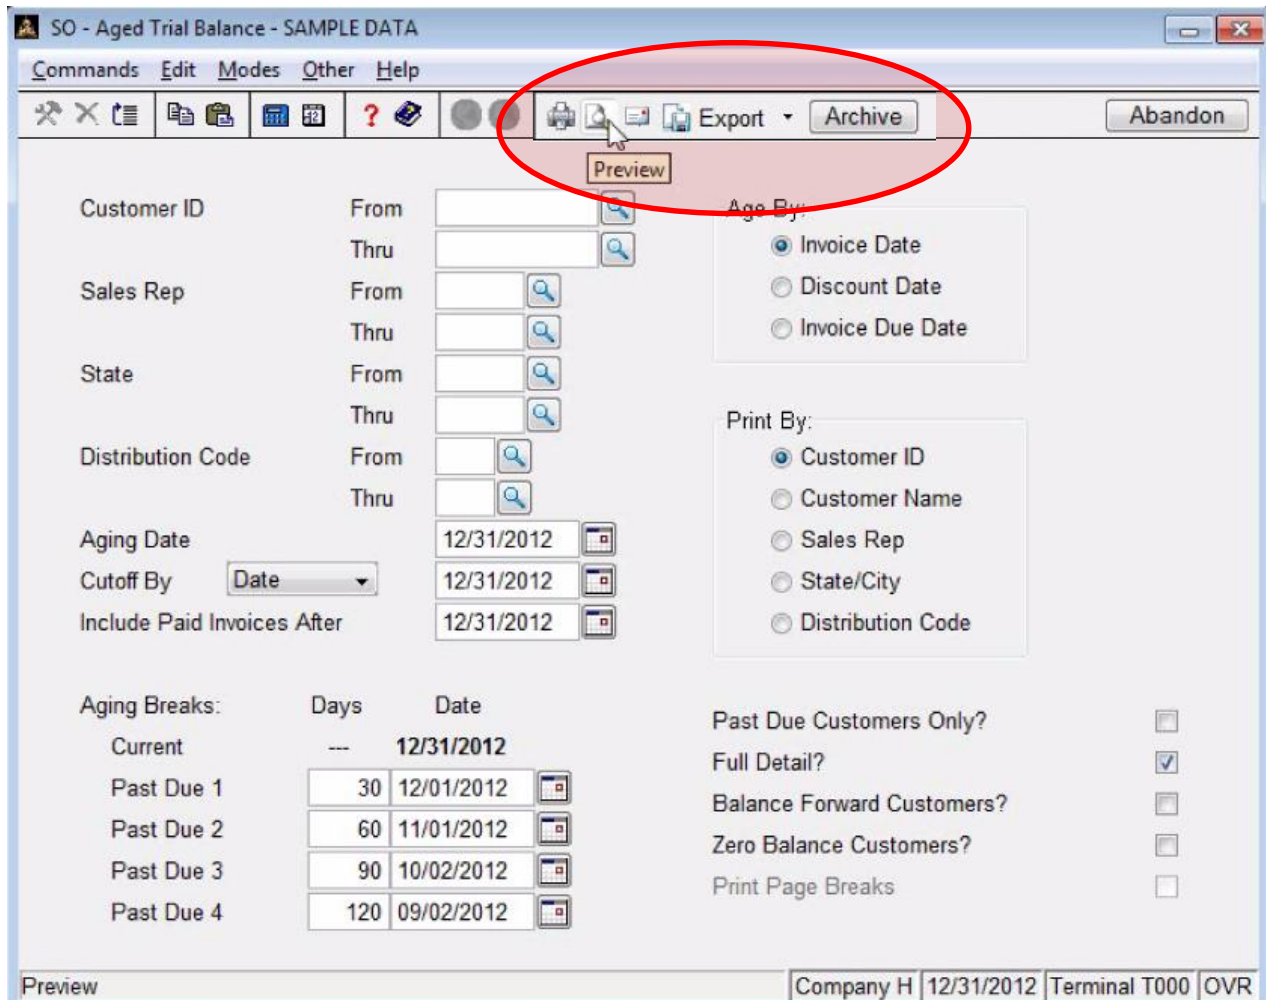 SO - Aged Trial Balance - SAMPLE DATA
Commands Edit Modes Other Help
Export Archive Abandon
Preview
Customer ID From
Thru
Sales Rep From
Thru
State From
Thru
Distribution Code From
Thru
Aging Date 12/31/2012
Cutoff By Date 12/31/2012
Include Paid Invoices After 12/31/2012
Age By:
Invoice Date
Discount Date
Invoice Due Date
Print By:
Customer ID
Customer Name
Sales Rep
State/City
Distribution Code
Aging Breaks: Days Date
Current --- 12/31/2012
Past Due 1 30 12/01/2012
Past Due 2 60 11/01/2012
Past Due 3 90 10/02/2012
Past Due 4 120 09/02/2012
Past Due Customers Only?
Full Detail?
Balance Forward Customers?
Zero Balance Customers?
Print Page Breaks
Preview Company H 12/31/2012 Terminal T000 OVR